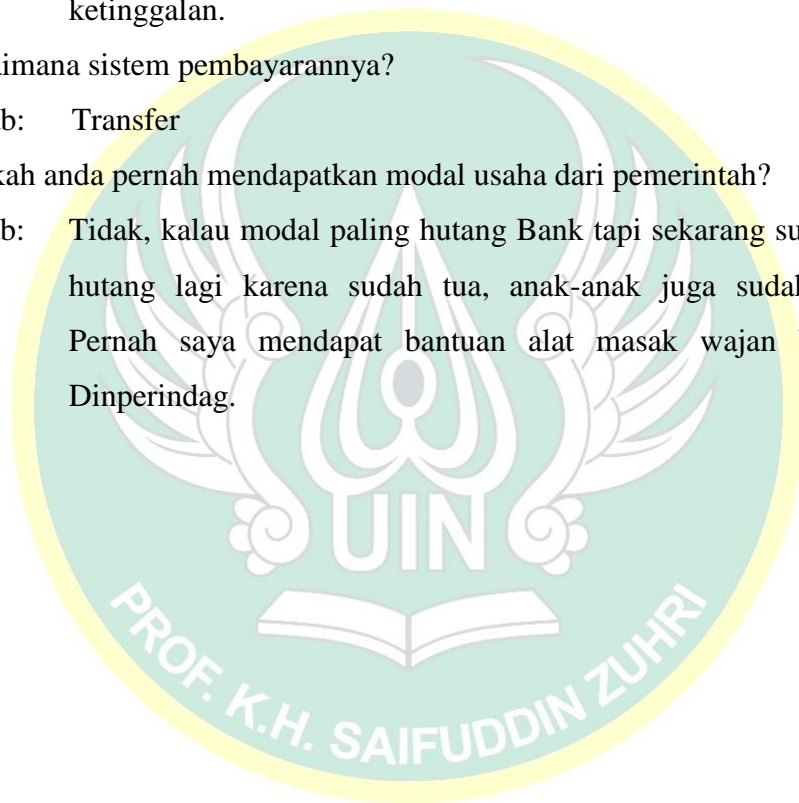 ketinggalan.
aimana sistem pembayarannya?
b: Transfer
kah anda pernah mendapatkan modal usaha dari pemerintah?
b: Tidak, kalau modal paling hutang Bank tapi sekarang su
hutang lagi karena sudah tua, anak-anak juga sudal
Pernah saya mendapat bantuan alat masak wajan
Dinperindag.
UIN
PROF. K.H. SAIFUDDIN ZUHRI